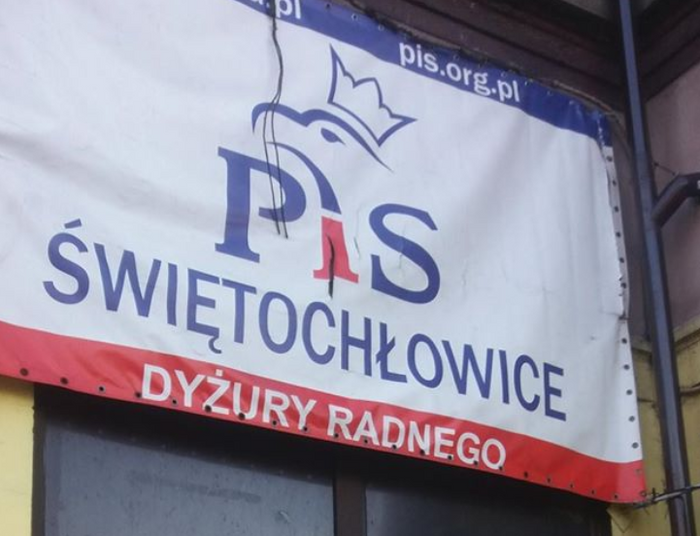 pis.org.pl
PiS
ŚWIĘTOCHŁOWICE
DYŻURY RADNEGO